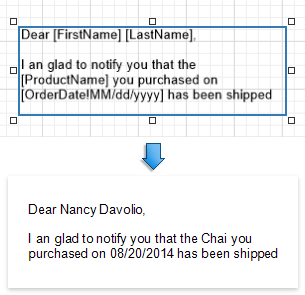 Dear [FirstName] [LastName],
I am glad to notify you that the
[ProductName] you purchased on
[OrderDate!MM/dd/yyyy] has been shipped
Dear Nancy Davolio,
I an glad to notify you that the Chai you
purchased on 08/20/2014 has been shipped